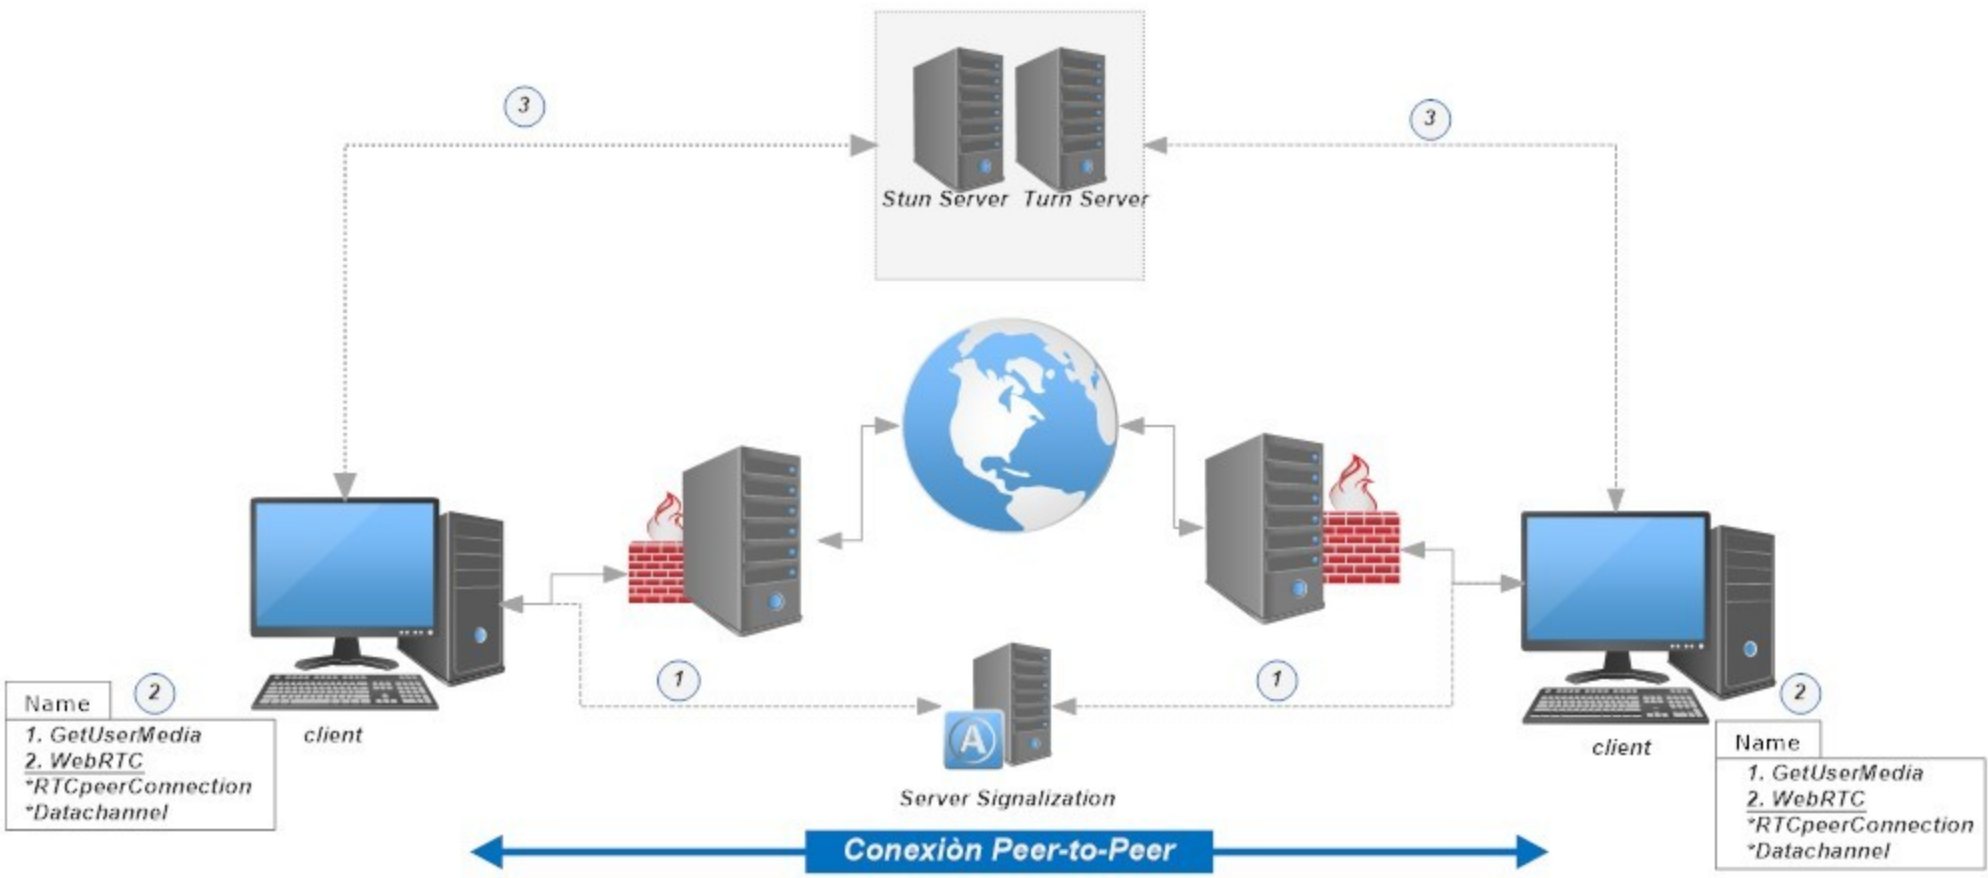 3
3
Stun Server
Turn Server
1
1
2
Name
1. GetUserMedia
2. WebRTC
*RTCpeerConnection
*Datachannel
client
A
Server Signalization
client
2
Name
1. GetUserMedia
2. WebRTC
*RTCpeerConnection
*Datachannel
Conexiòn Peer-to-Peer